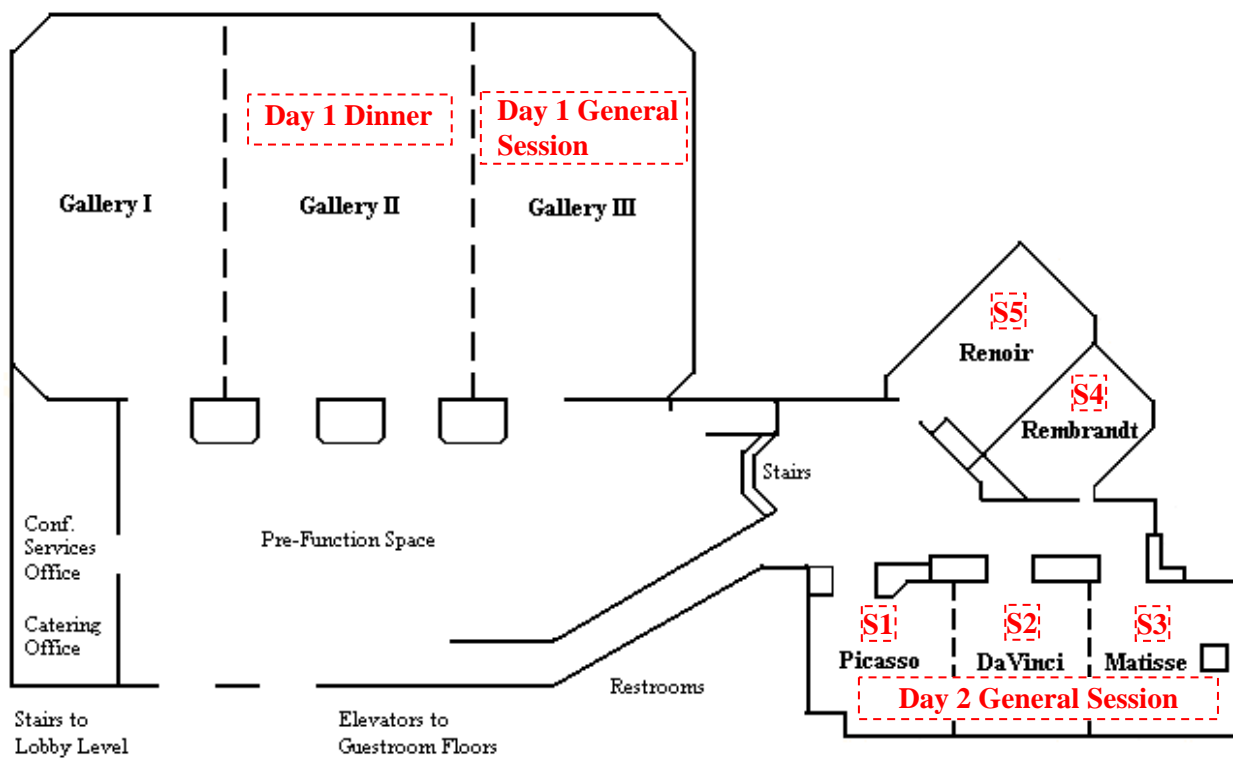 Day 1 Dinner
Day 1 General
Session
Gallery I
Gallery II
Gallery III
S5
Renoir
S4
Rembrandt
Stairs
Conf.
Services
Office
Pre-Function Space
Catering
Office
S1
S2
S3
Picasso
DaVinci
Matisse
Restrooms
Day 2 General Session
Stairs to
Lobby Level
Elevators to
Guestroom Floors